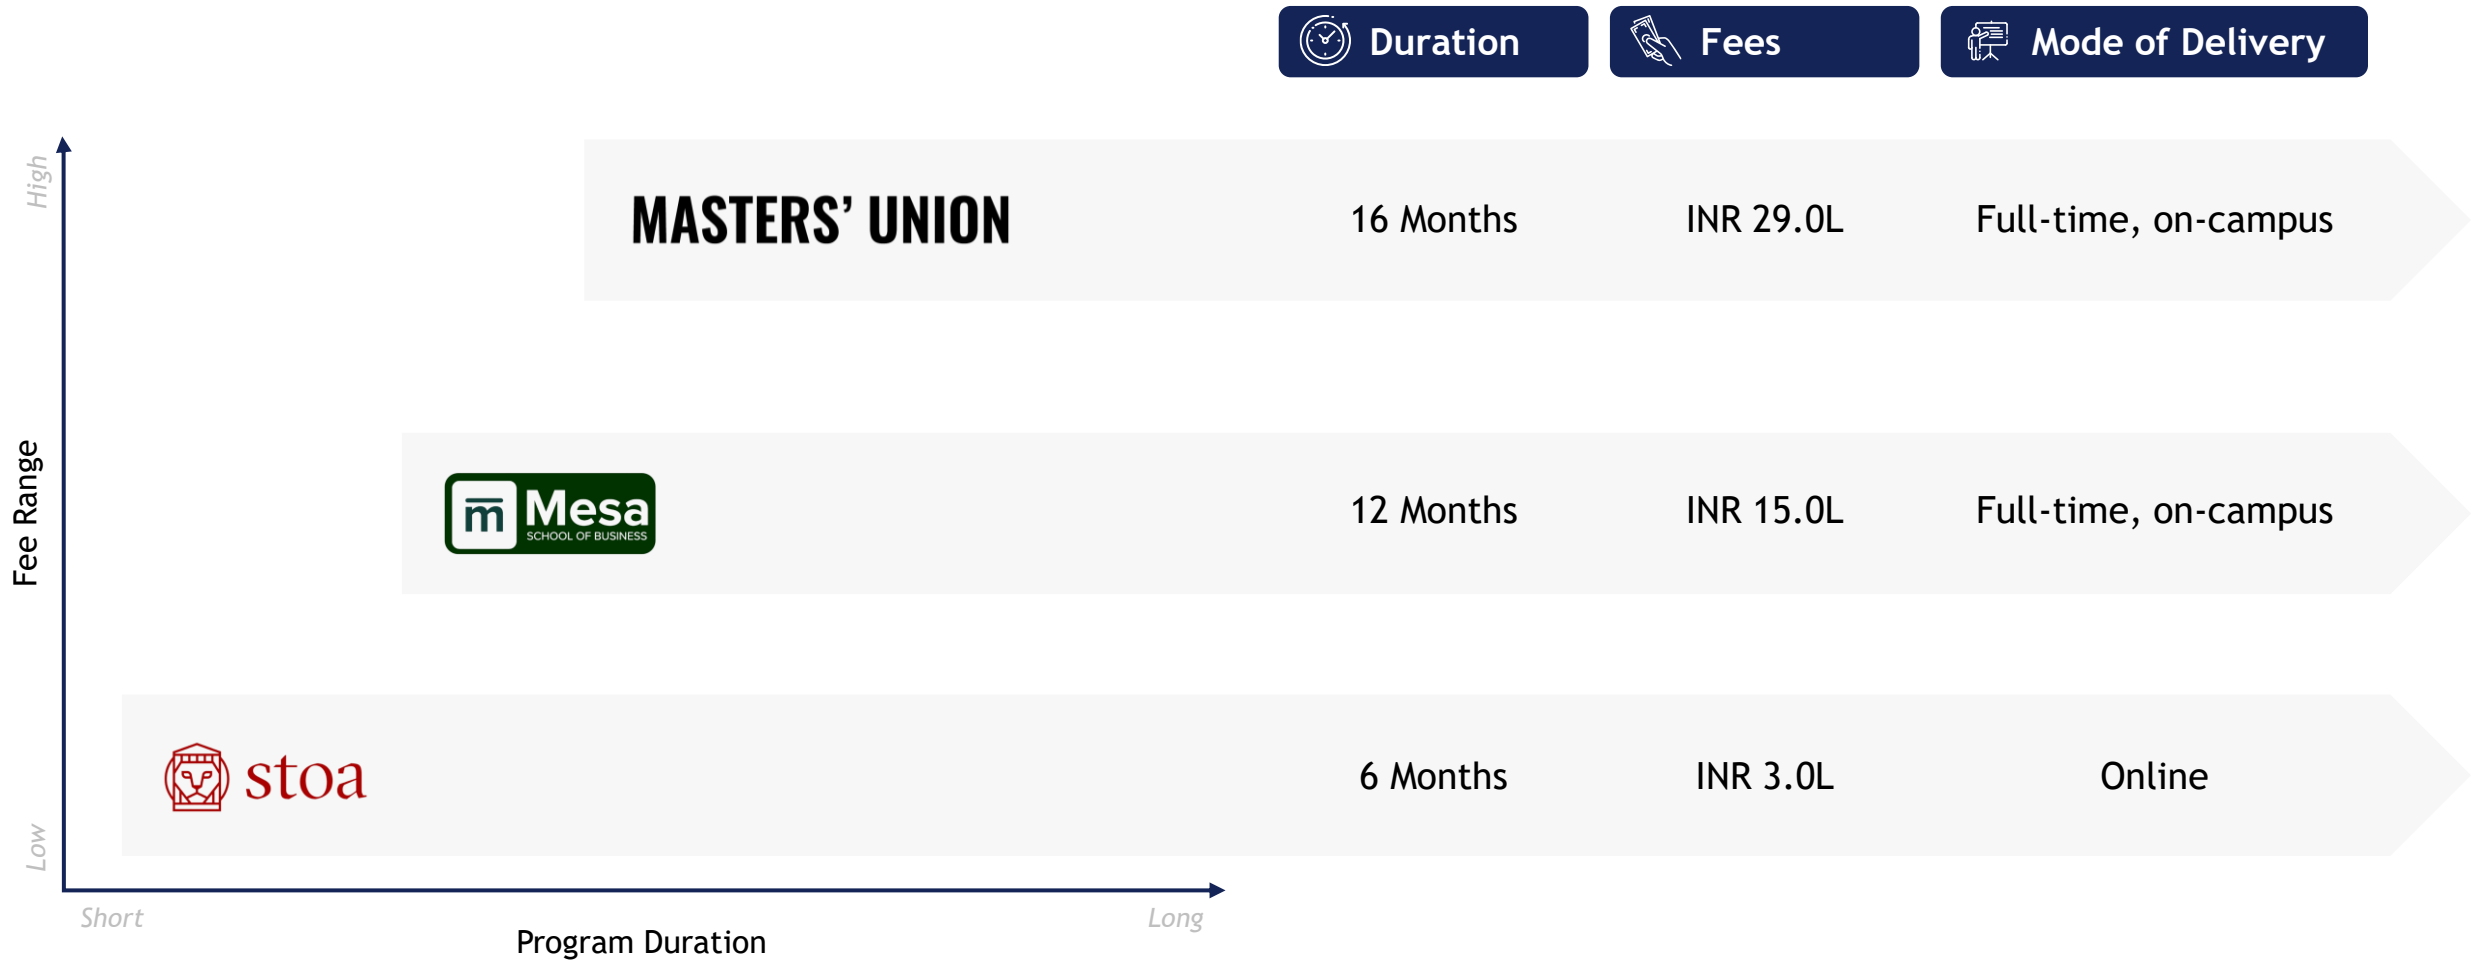 Duration
Fees
Mode of Delivery
High
MASTERS’ UNION
16 Months
INR 29.0L
Full-time, on-campus
Fee Range
m
Mesa
SCHOOL OF BUSINESS
12 Months
INR 15.0L
Full-time, on-campus
stoa
6 Months
INR 3.0L
Online
Low
Short
Long
Program Duration